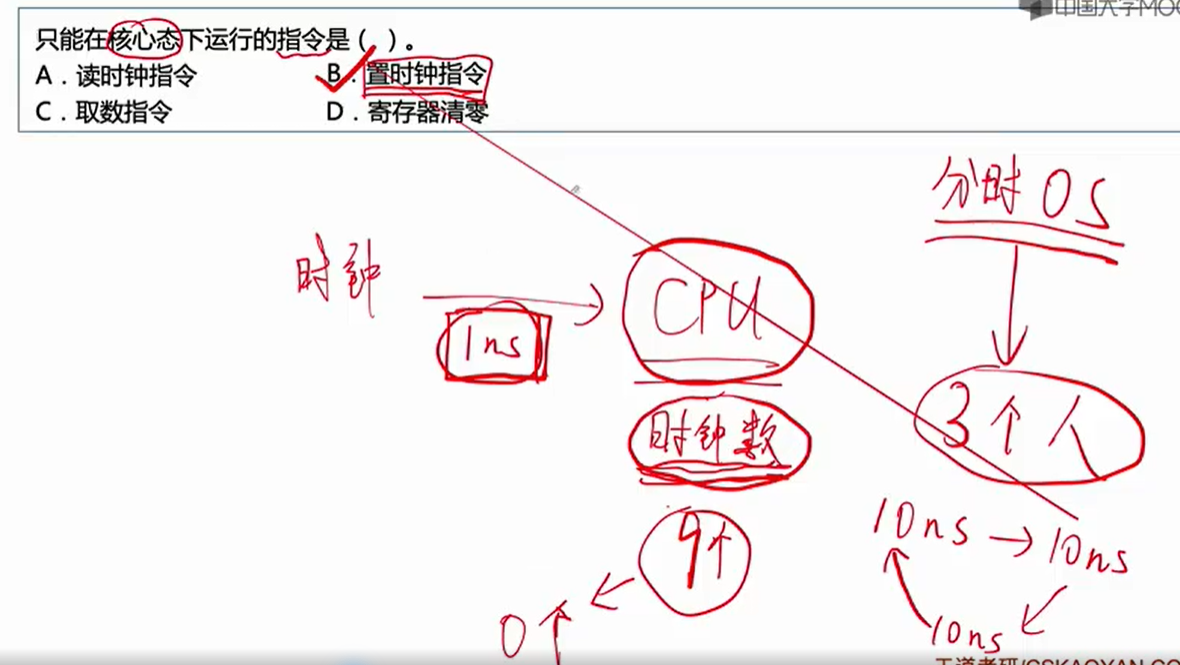 中国大学MOO
只能在核心态下运行的指令是（ ）。
A．读时钟指令 B．置时钟指令
C．取数指令 D．寄存器清零
分时OS
时钟 CPU
1ns
3个人
时钟数
9个
10ns→10ns
0↑
10ns
王道考研/CSKAOYAN.CO